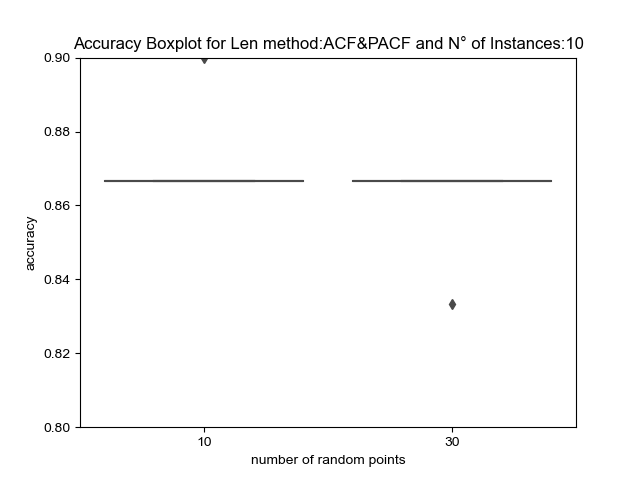 Accuracy Boxplot for Len method:ACF&PACF and N° of Instances:10
0.90
0.88
0.86
0.84
0.82
0.80
accuracy
10
30
number of random points